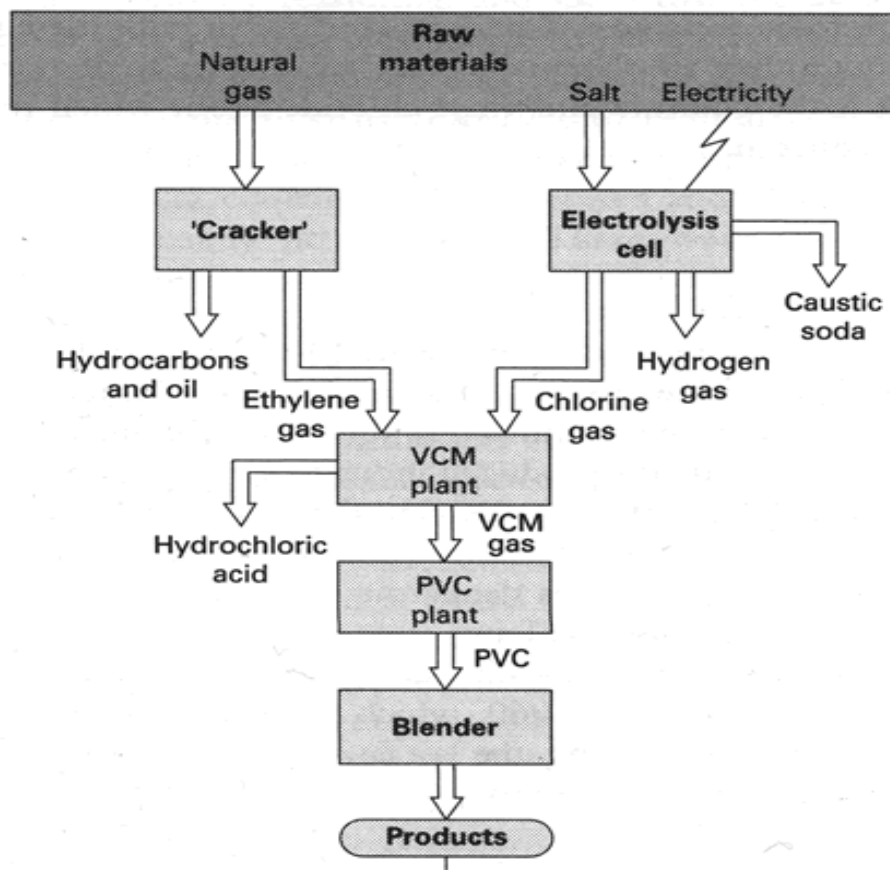 Raw
materials
Natural
gas
Salt
Electricity
'Cracker'
Electrolysis
cell
Caustic
soda
Hydrocarbons
and oil
Hydrogen
gas
Ethylene
gas
Chlorine
gas
VCM
plant
VCM
gas
Hydrochloric
acid
PVC
plant
PVC
Blender
Products